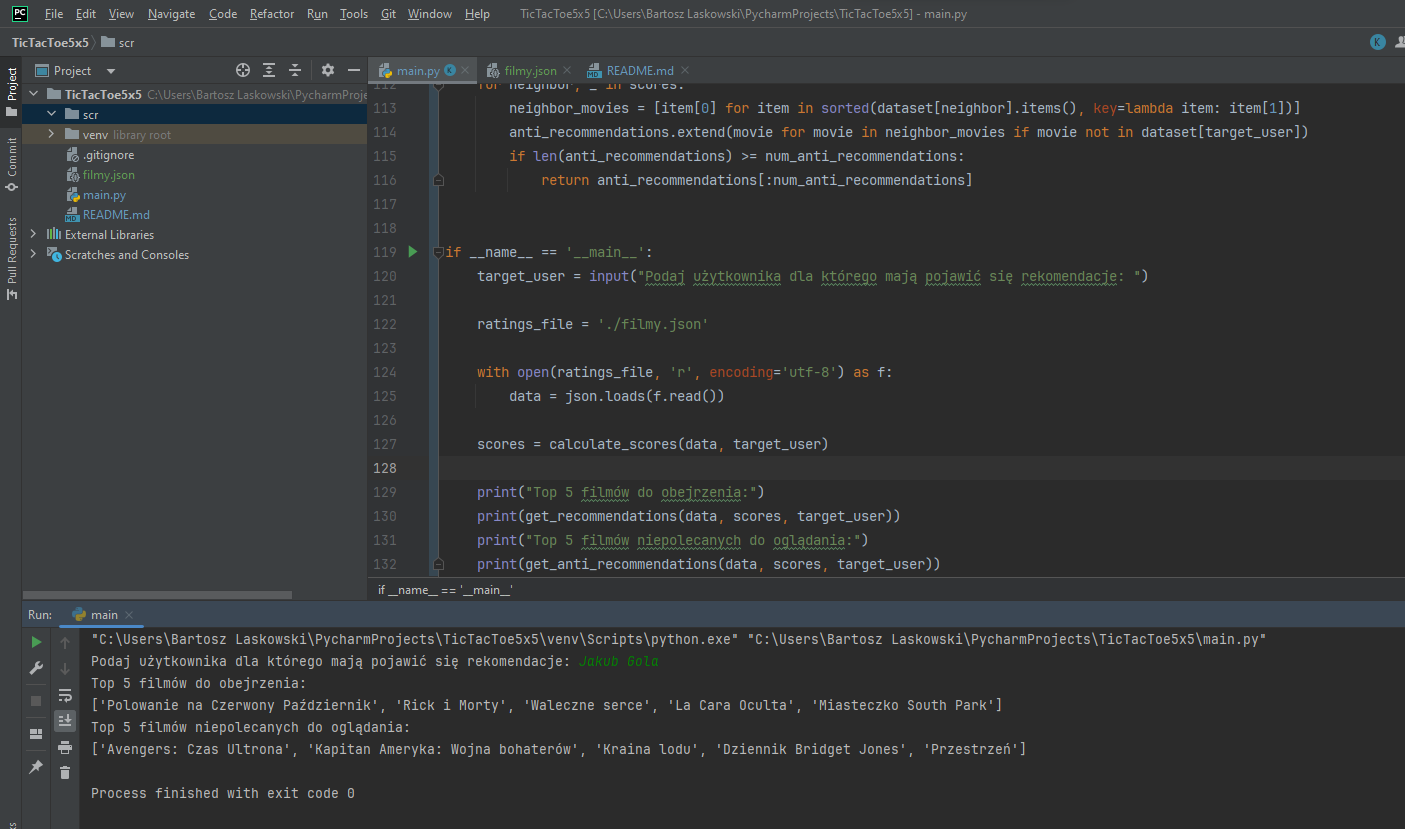 PC File Edit View Navigate Code Refactor Run Tools Git Window Help TicTacToe5x5 [C:\Users\Bartosz Laskowski\PycharmProjects\TicTacToe5x5] - main.py
TicTacToe5x5 scr K
Project
Commit
Pull Requests
Project
TicTacToe5x5 C:\Users\Bartosz Laskowski\PycharmProje
scr
venv library root
.gitignore
filmy.json
main.py
README.md
External Libraries
Scratches and Consoles
main.py K filmy.json README.md
112 for neighbor, _ in scores:
113 neighbor_movies = [item[0] for item in sorted(dataset[neighbor].items(), key=lambda item: item[1])]
114 anti_recommendations.extend(movie for movie in neighbor_movies if movie not in dataset[target_user])
115 if len(anti_recommendations) >= num_anti_recommendations:
116 return anti_recommendations[:num_anti_recommendations]
117
118
119 if __name__ == '__main__':
120 target_user = input("Podaj użytkownika dla którego mają pojawić się rekomendacje: ")
121
122 ratings_file = './filmy.json'
123
124 with open(ratings_file, 'r', encoding='utf-8') as f:
125 data = json.loads(f.read())
126
127 scores = calculate_scores(data, target_user)
128
129 print("Top 5 filmów do obejrzenia:")
130 print(get_recommendations(data, scores, target_user))
131 print("Top 5 filmów niepolecanych do oglądania:")
132 print(get_anti_recommendations(data, scores, target_user))
if __name__ == '__main__'
Run: main
"C:\Users\Bartosz Laskowski\PycharmProjects\TicTacToe5x5\venv\Scripts\python.exe" "C:\Users\Bartosz Laskowski\PycharmProjects\TicTacToe5x5\main.py"
Podaj użytkownika dla którego mają pojawić się rekomendacje: Jakub Gola
Top 5 filmów do obejrzenia:
['Polowanie na Czerwony Październik', 'Rick i Morty', 'Waleczne serce', 'La Cara Oculta', 'Miasteczko South Park']
Top 5 filmów niepolecanych do oglądania:
['Avengers: Czas Ultrona', 'Kapitan Ameryka: Wojna bohaterów', 'Kraina lodu', 'Dziennik Bridget Jones', 'Przestrzeń']
Process finished with exit code 0